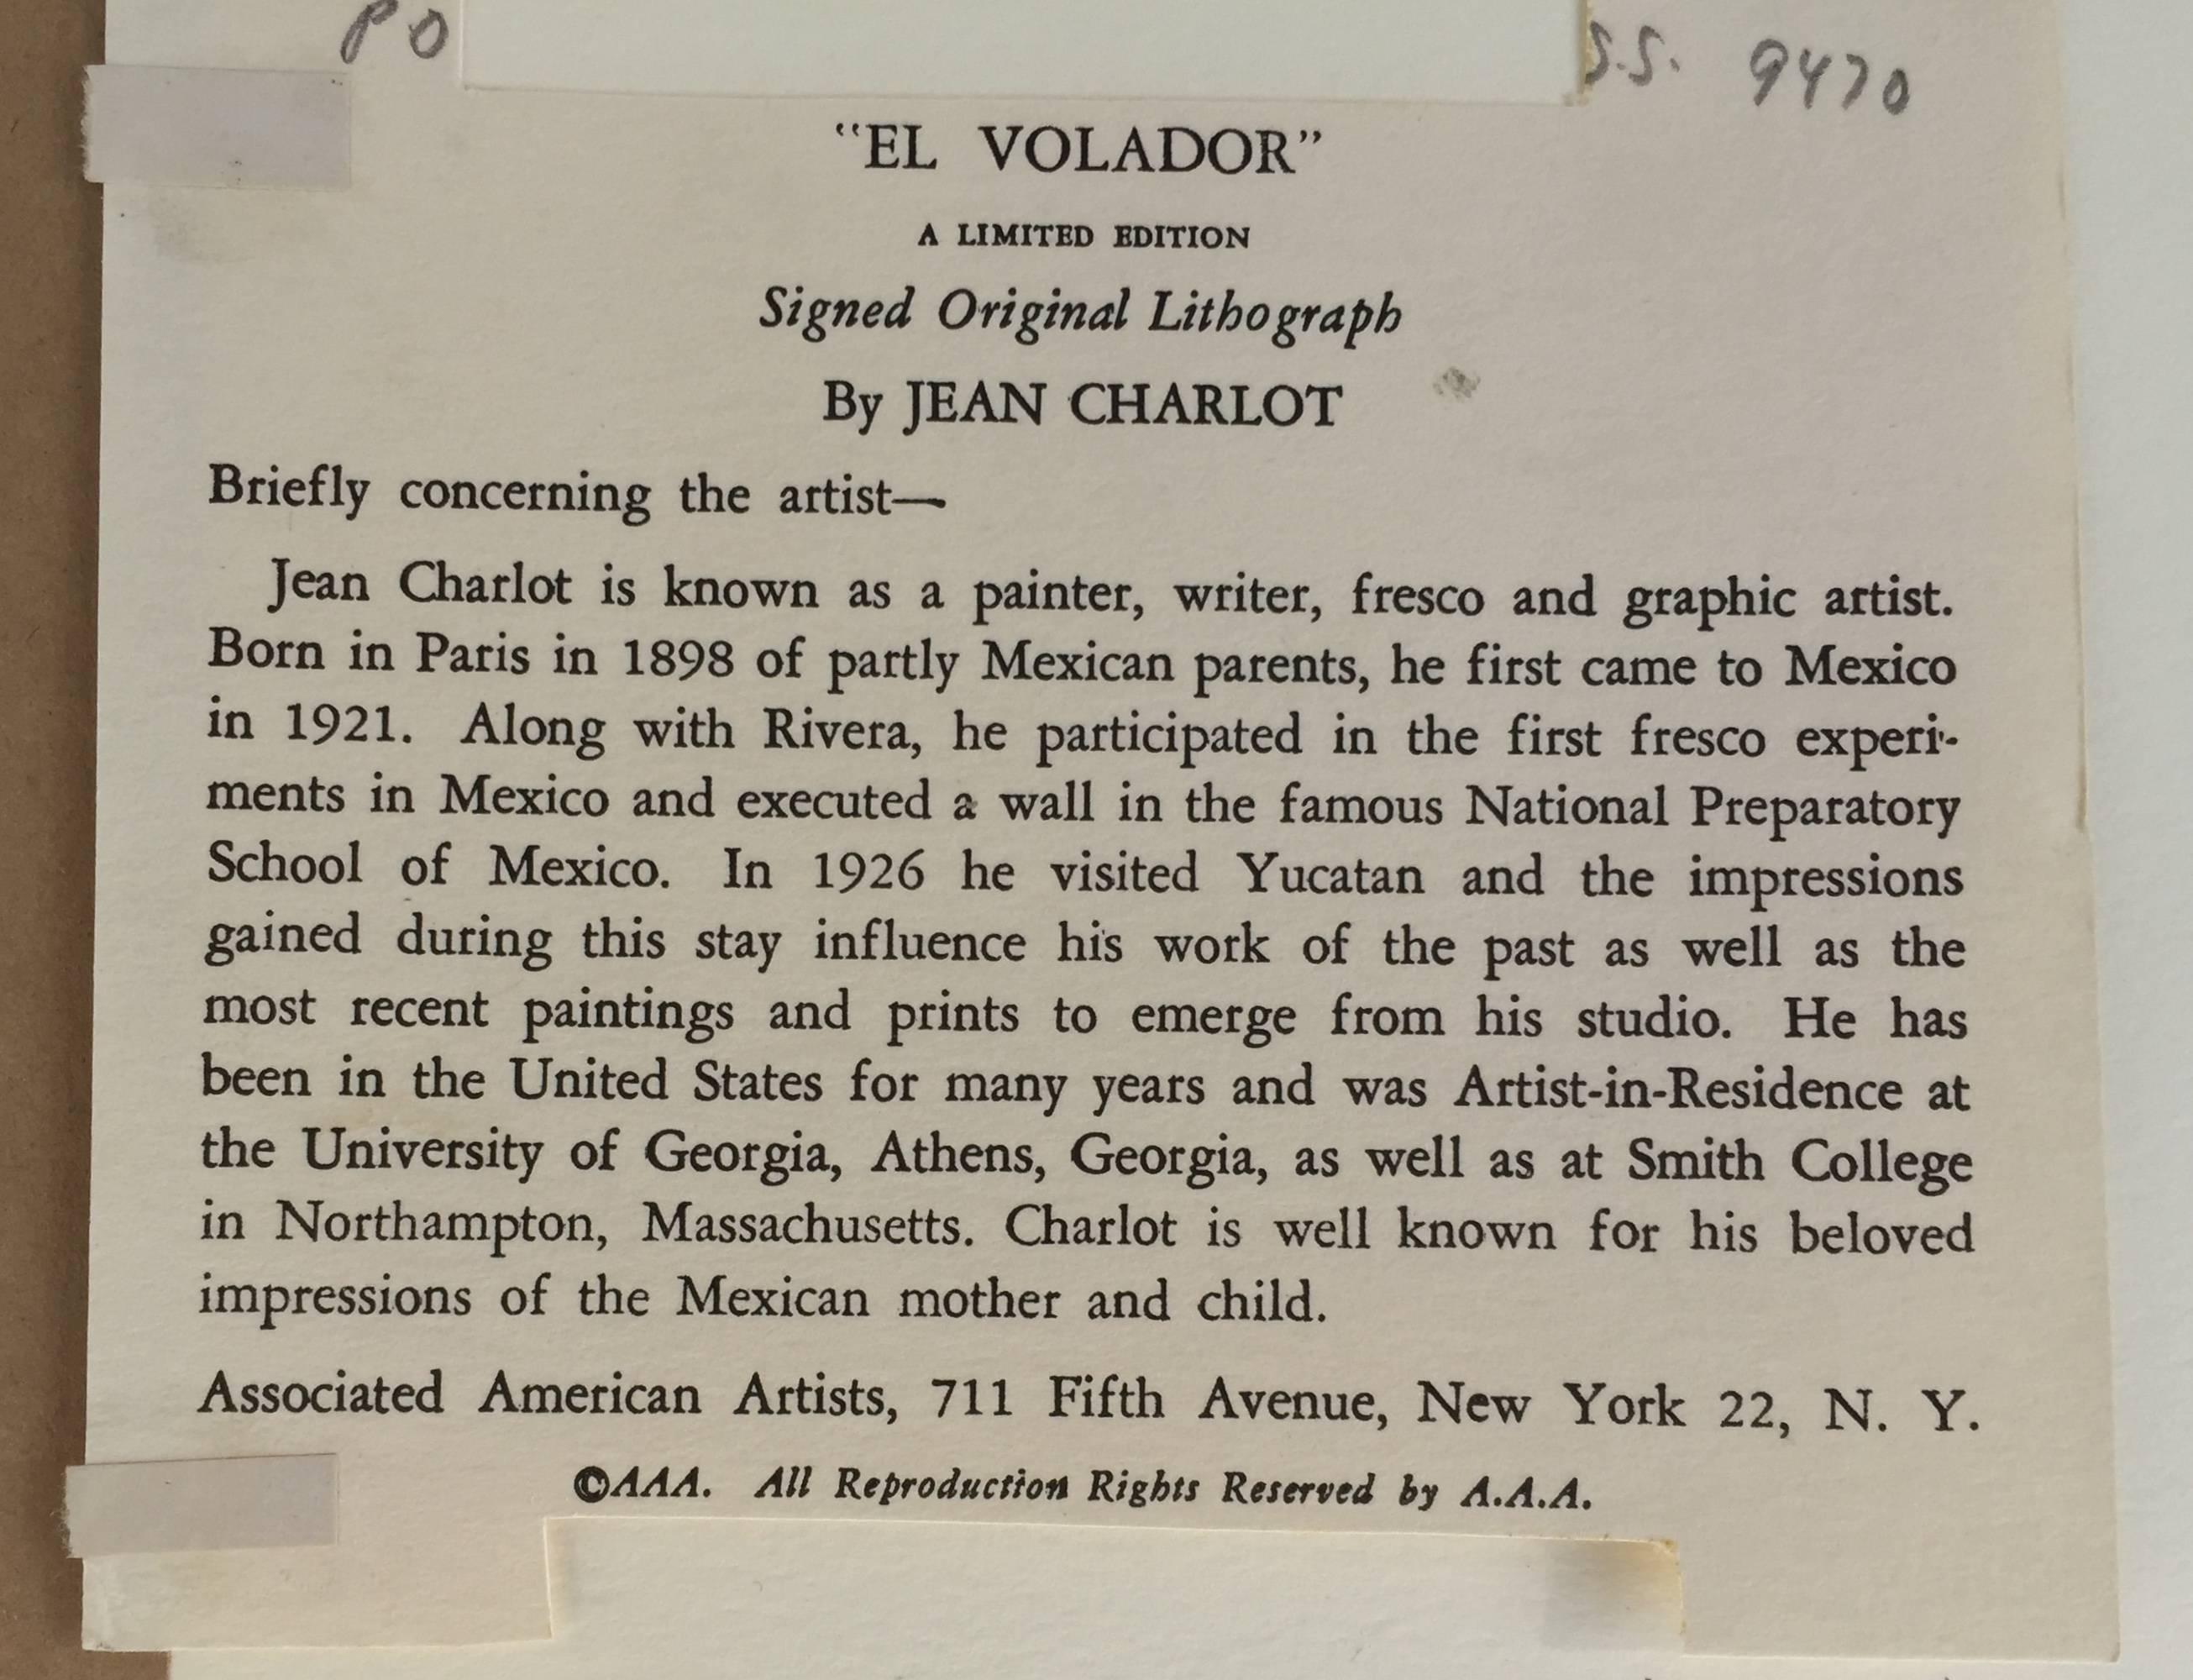 PO
S.S. 9470
"EL VOLADOR"
A LIMITED EDITION
Signed Original Lithograph
By JEAN CHARLOT
Briefly concerning the artist—
Jean Charlot is known as a painter, writer, fresco and graphic artist.
Born in Paris in 1898 of partly Mexican parents, he first came to Mexico
in 1921. Along with Rivera, he participated in the first fresco experi-
ments in Mexico and executed a wall in the famous National Preparatory
School of Mexico. In 1926 he visited Yucatan and the impressions
gained during this stay influence his work of the past as well as the
most recent paintings and prints to emerge from his studio. He has
been in the United States for many years and was Artist-in-Residence at
the University of Georgia, Athens, Georgia, as well as at Smith College
in Northampton, Massachusetts. Charlot is well known for his beloved
impressions of the Mexican mother and child.
Associated American Artists, 711 Fifth Avenue, New York 22, N. Y.
©AAA. All Reproduction Rights Reserved by A.A.A.